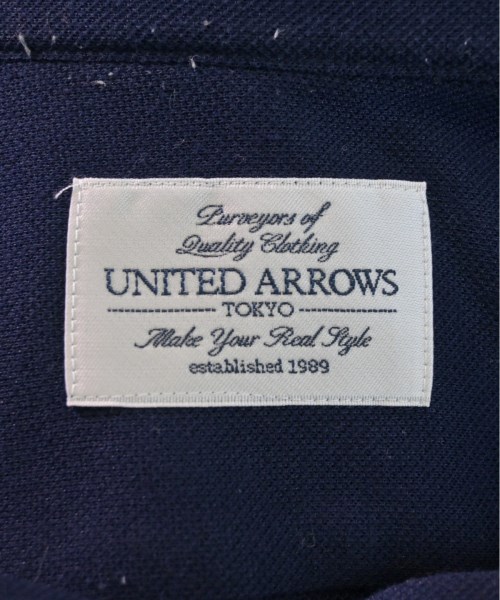 Purveyors of
Quality Clothing
UNITED ARROWS
TOKYO
Make Your Real Style
established 1989